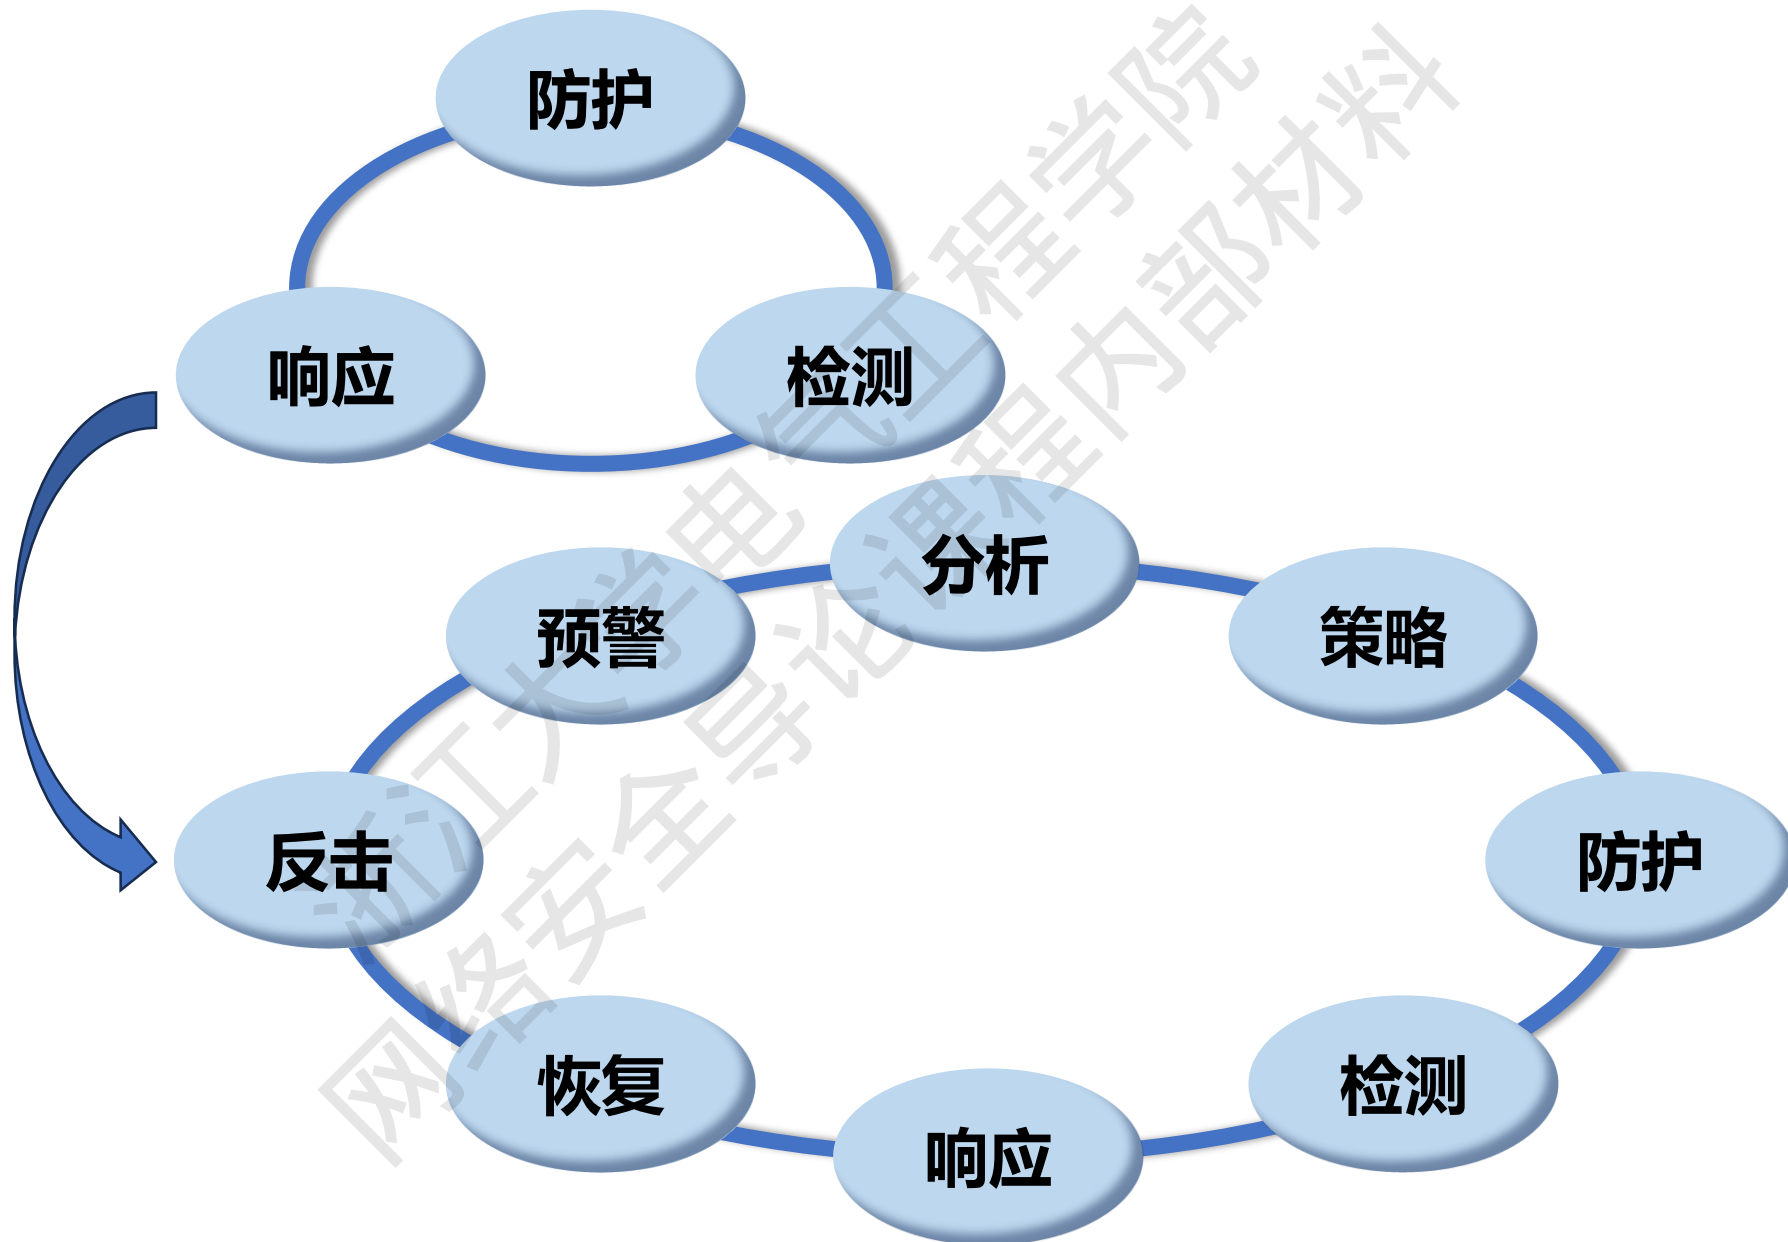 防护
响应
检测
分析
预警
策略
反击
防护
恢复
检测
响应
浙江大学电气工程学院
网络安全导论课程内部材料